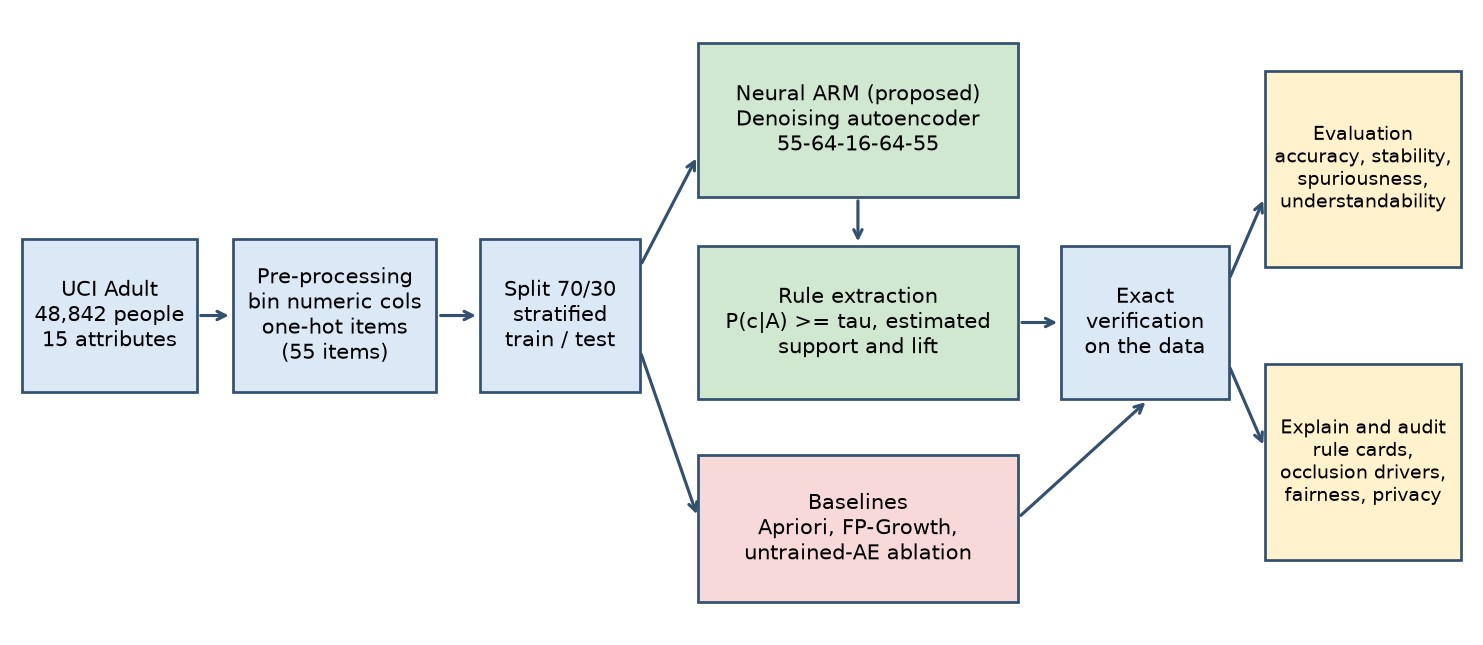 UCI Adult
48,842 people
15 attributes
Pre-processing
bin numeric cols
one-hot items
(55 items)
Split 70/30
stratified
train / test
Neural ARM (proposed)
Denoising autoencoder
55-64-16-64-55
Rule extraction
P(c|A) >= tau, estimated
support and lift
Baselines
Apriori, FP-Growth,
untrained-AE ablation
Exact
verification
on the data
Evaluation
accuracy, stability,
spuriousness,
understandability
Explain and audit
rule cards,
occlusion drivers,
fairness, privacy